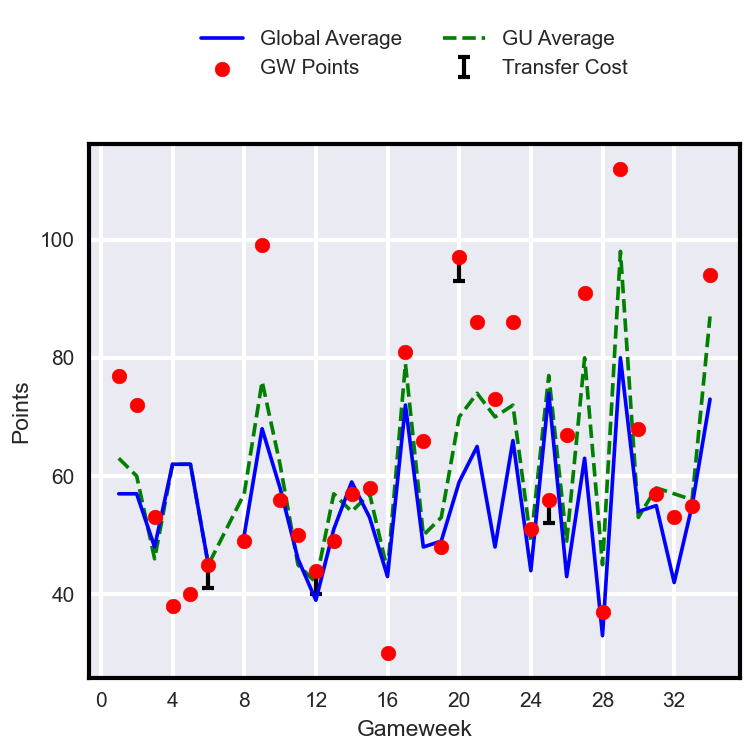 Global Average
GU Average
GW Points
Transfer Cost
100
80
60
40
Points
0 4 8 12 16 20 24 28 32
Gameweek